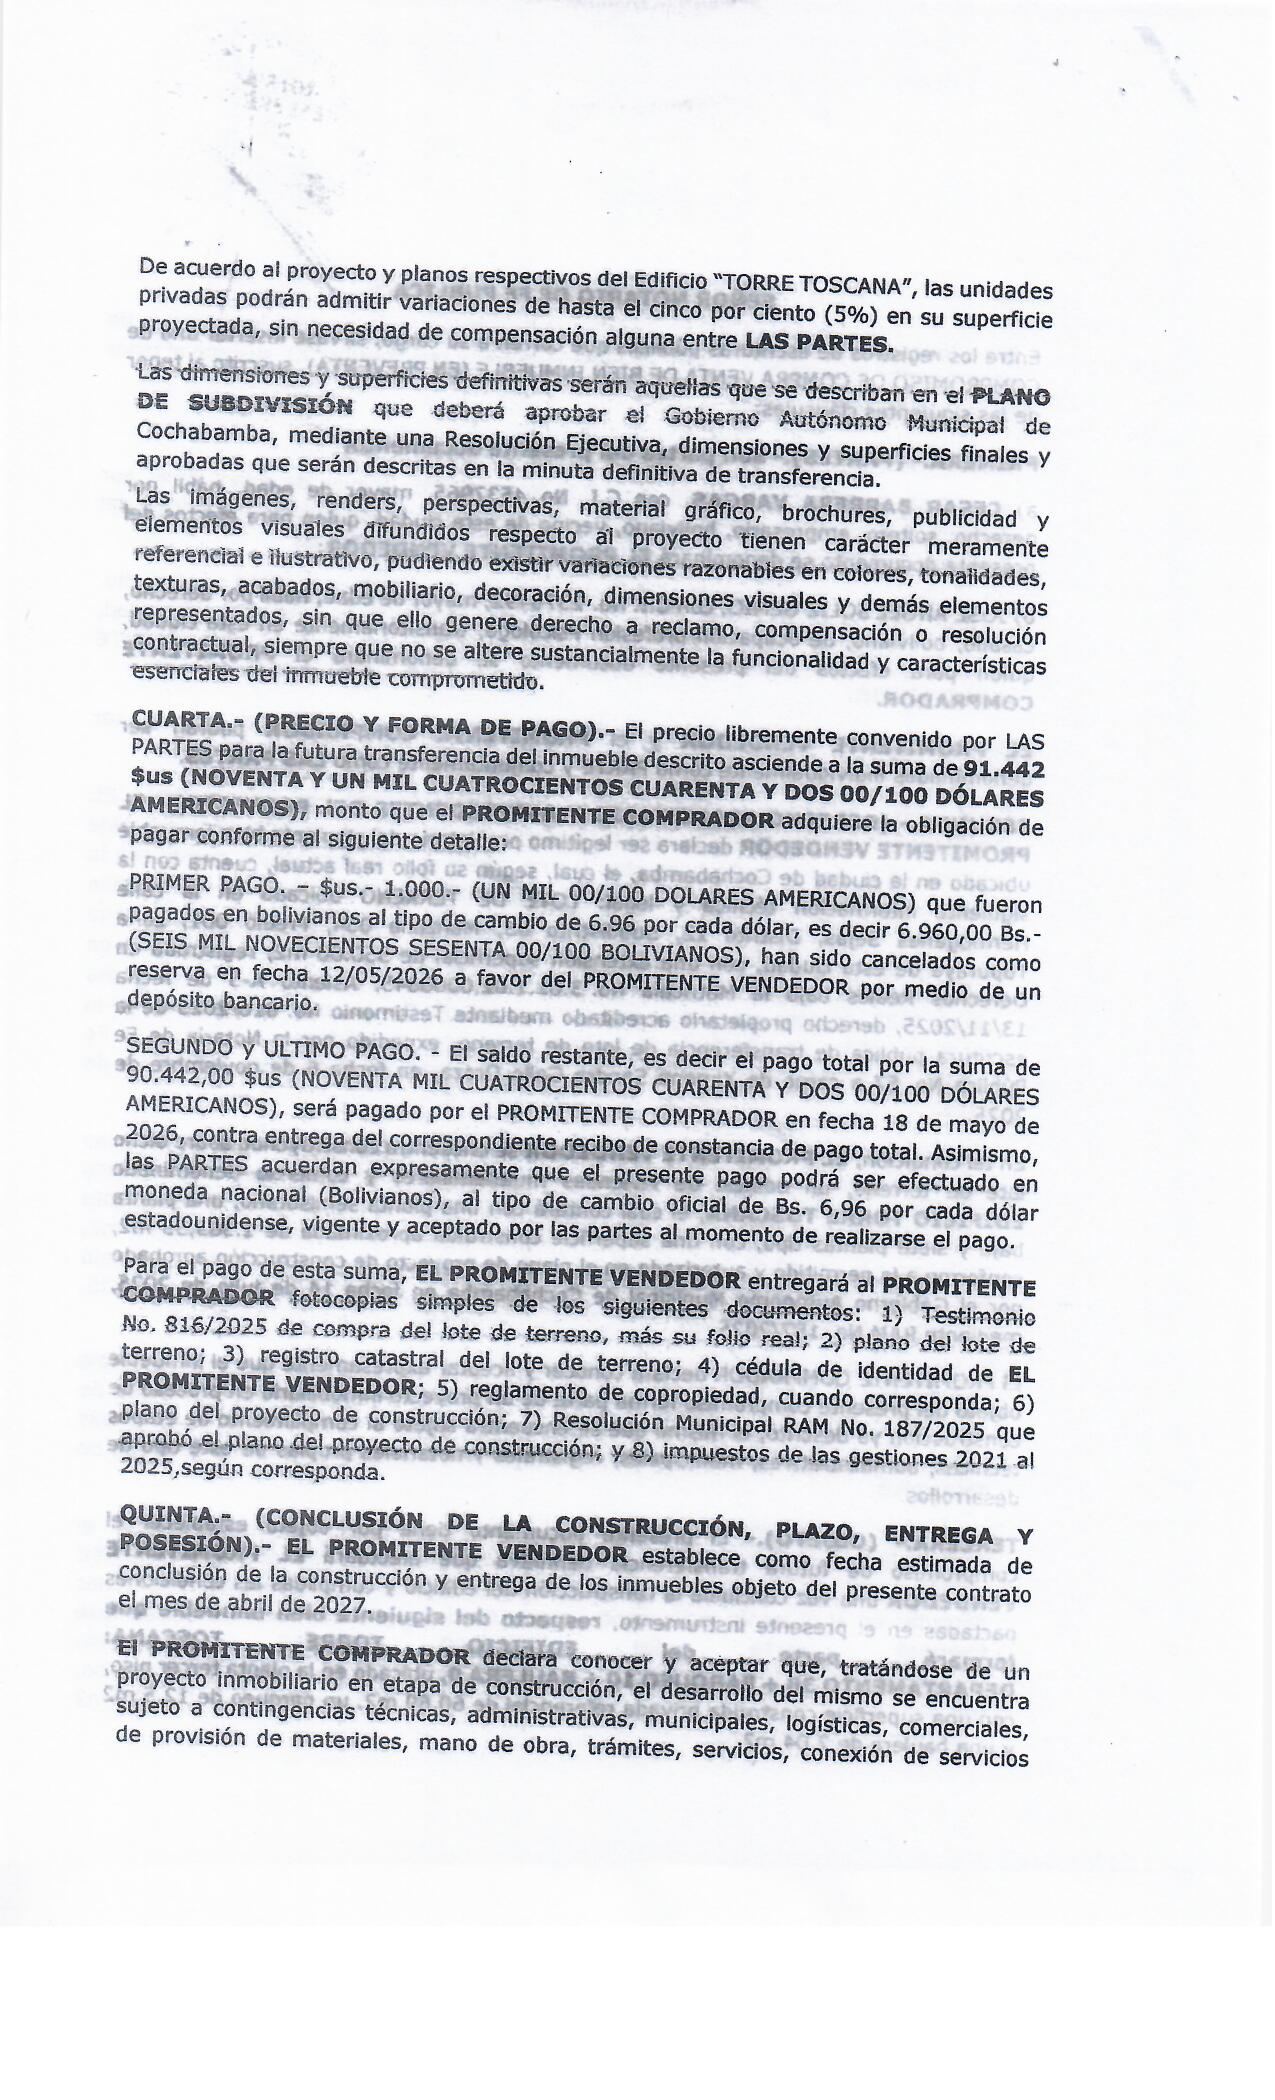 De acuerdo al proyecto y planos respectivos del Edificio “TORRE TOSCANA”, las unidades
privadas podrán admitir variaciones de hasta el cinco por ciento (5%) en su superficie
proyectada, sin necesidad de compensación alguna entre LAS PARTES.
Las dimensiones y superficies definitivas serán aquellas que se describan en el PLANO
DE SUBDIVISIÓN que deberá aprobar el Gobierno Autónomo Municipal de
Cochabamba, mediante una Resolución Ejecutiva, dimensiones y superficies finales y
aprobadas que serán descritas en la minuta definitiva de transferencia.
Las imágenes, renders, perspectivas, material gráfico, brochures, publicidad y
elementos visuales difundidos respecto al proyecto tienen carácter meramente
referencial e ilustrativo, pudiendo existir variaciones razonables en colores, tonalidades,
texturas, acabados, mobiliario, decoración, dimensiones visuales y demás elementos
representados, sin que ello genere derecho a reclamo, compensación o resolución
contractual, siempre que no se altere sustancialmente la funcionalidad y características
esenciales del inmueble comprometido.
CUARTA.- (PRECIO Y FORMA DE PAGO).- El precio libremente convenido por LAS
PARTES para la futura transferencia del inmueble descrito asciende a la suma de 91.442
$us (NOVENTA Y UN MIL CUATROCIENTOS CUARENTA Y DOS 00/100 DÓLARES
AMERICANOS), monto que el PROMITENTE COMPRADOR adquiere la obligación de
pagar conforme al siguiente detalle:
PRIMER PAGO. – $us.- 1.000.- (UN MIL 00/100 DOLARES AMERICANOS) que fueron
pagados en bolivianos al tipo de cambio de 6.96 por cada dólar, es decir 6.960,00 Bs.-
(SEIS MIL NOVECIENTOS SESENTA 00/100 BOLIVIANOS), han sido cancelados como
reserva en fecha 12/05/2026 a favor del PROMITENTE VENDEDOR por medio de un
depósito bancario.
SEGUNDO y ULTIMO PAGO. - El saldo restante, es decir el pago total por la suma de
90.442,00 $us (NOVENTA MIL CUATROCIENTOS CUARENTA Y DOS 00/100 DÓLARES
AMERICANOS), será pagado por el PROMITENTE COMPRADOR en fecha 18 de mayo de
2026, contra entrega del correspondiente recibo de constancia de pago total. Asimismo,
las PARTES acuerdan expresamente que el presente pago podrá ser efectuado en
moneda nacional (Bolivianos), al tipo de cambio oficial de Bs. 6,96 por cada dólar
estadounidense, vigente y aceptado por las partes al momento de realizarse el pago.
Para el pago de esta suma, EL PROMITENTE VENDEDOR entregará al PROMITENTE
COMPRADOR fotocopias simples de los siguientes documentos: 1) Testimonio
No. 816/2025 de compra del lote de terreno, más su folio real; 2) plano del lote de
terreno; 3) registro catastral del lote de terreno; 4) cédula de identidad de EL
PROMITENTE VENDEDOR; 5) reglamento de copropiedad, cuando corresponda; 6)
plano del proyecto de construcción; 7) Resolución Municipal RAM No. 187/2025 que
aprobó el plano del proyecto de construcción; y 8) impuestos de las gestiones 2021 al
2025,según corresponda.
QUINTA.- (CONCLUSIÓN DE LA CONSTRUCCIÓN, PLAZO, ENTREGA Y
POSESIÓN).- EL PROMITENTE VENDEDOR establece como fecha estimada de
conclusión de la construcción y entrega de los inmuebles objeto del presente contrato
el mes de abril de 2027.
El PROMITENTE COMPRADOR declara conocer y aceptar que, tratándose de un
proyecto inmobiliario en etapa de construcción, el desarrollo del mismo se encuentra
sujeto a contingencias técnicas, administrativas, municipales, logísticas, comerciales,
de provisión de materiales, mano de obra, trámites, servicios, conexión de servicios